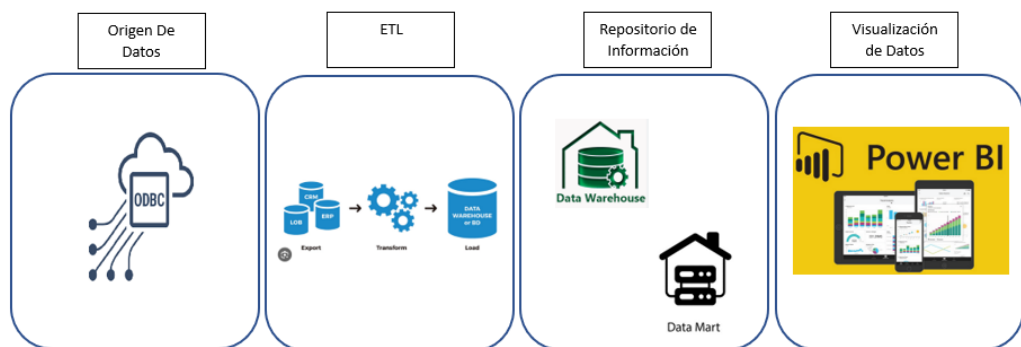 Origen De
Datos
ETL
Repositorio de
Información
Visualización
de Datos
ODBC
CRM
LOB
ERP
Export
Transform
DATA
WAREHOUSE
or BD
Load
Data Warehouse
Data Mart
Power BI